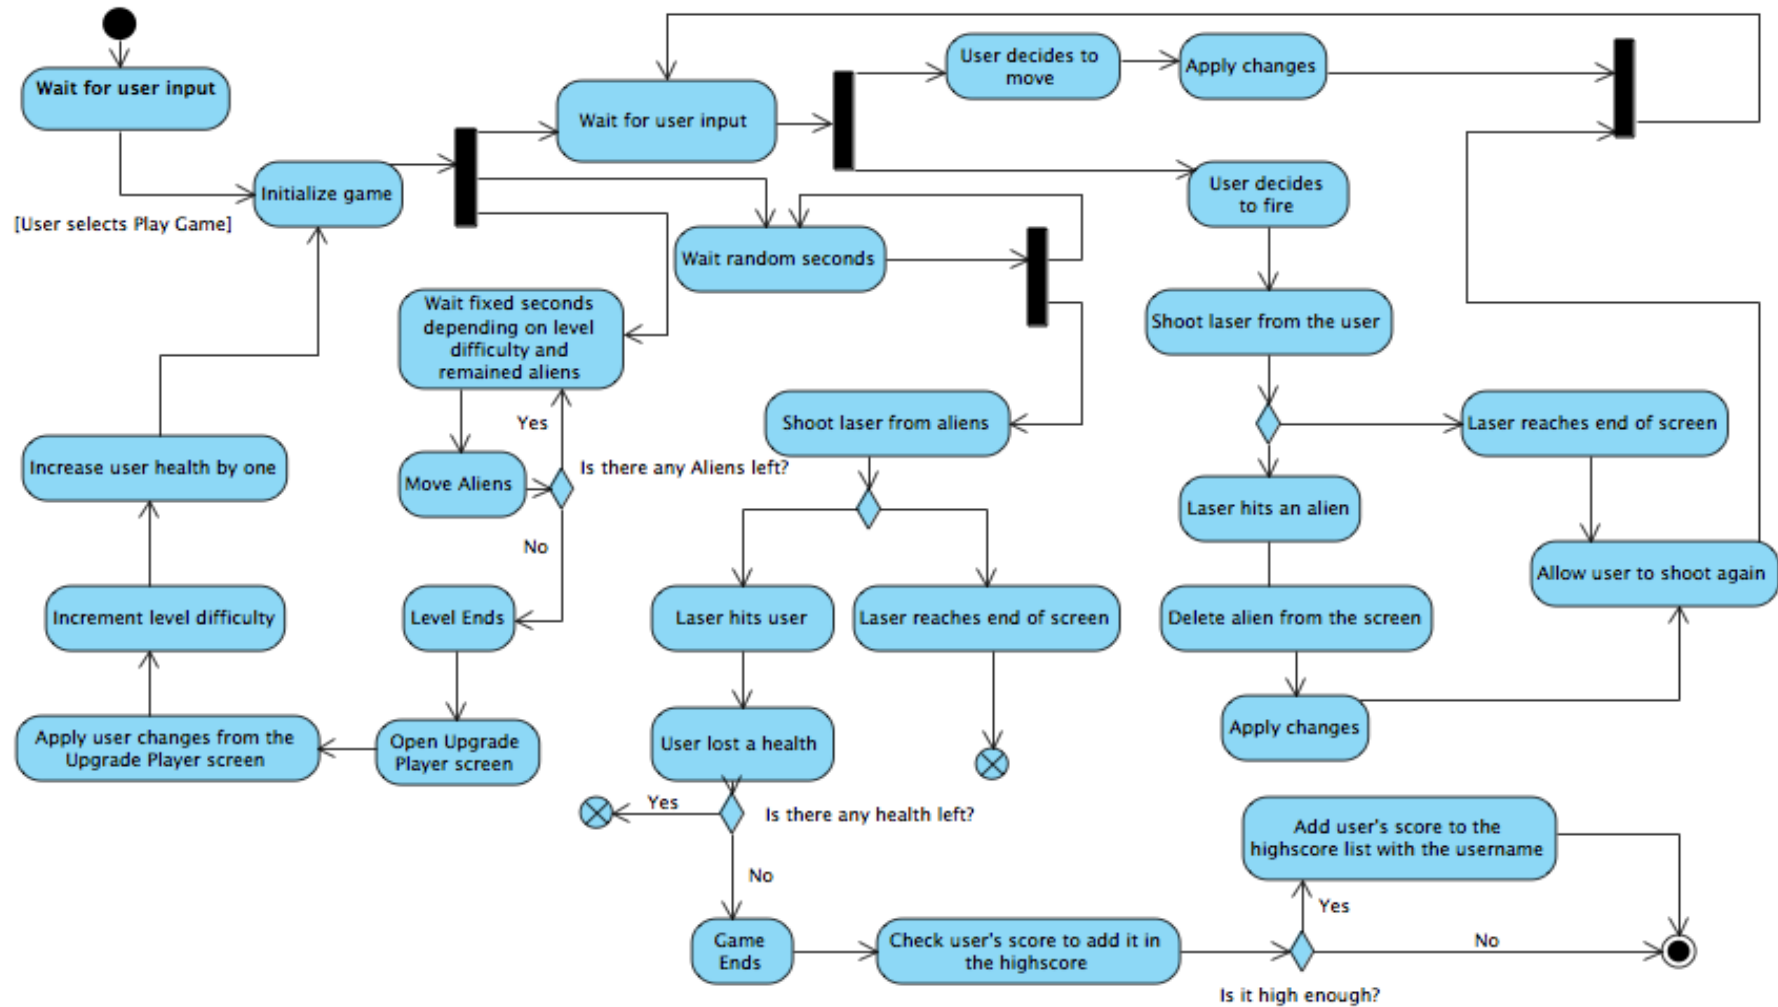 Wait for user input
[User selects Play Game]
Initialize game
Wait for user input
User decides to
move
Apply changes
User decides
to fire
Wait random seconds
Wait fixed seconds
depending on level
difficulty and
remained aliens
Shoot laser from the user
Yes
Shoot laser from aliens
Laser reaches end of screen
Increase user health by one
Move Aliens
Is there any Aliens left?
Laser hits an alien
No
Allow user to shoot again
Increment level difficulty
Level Ends
Laser hits user
Laser reaches end of screen
Delete alien from the screen
Apply user changes from the
Upgrade Player screen
Open Upgrade
Player screen
User lost a health
Apply changes
Yes
Is there any health left?
Add user's score to the
highscore list with the username
No
Yes
Game
Ends
Check user's score to add it in
the highscore
No
Is it high enough?